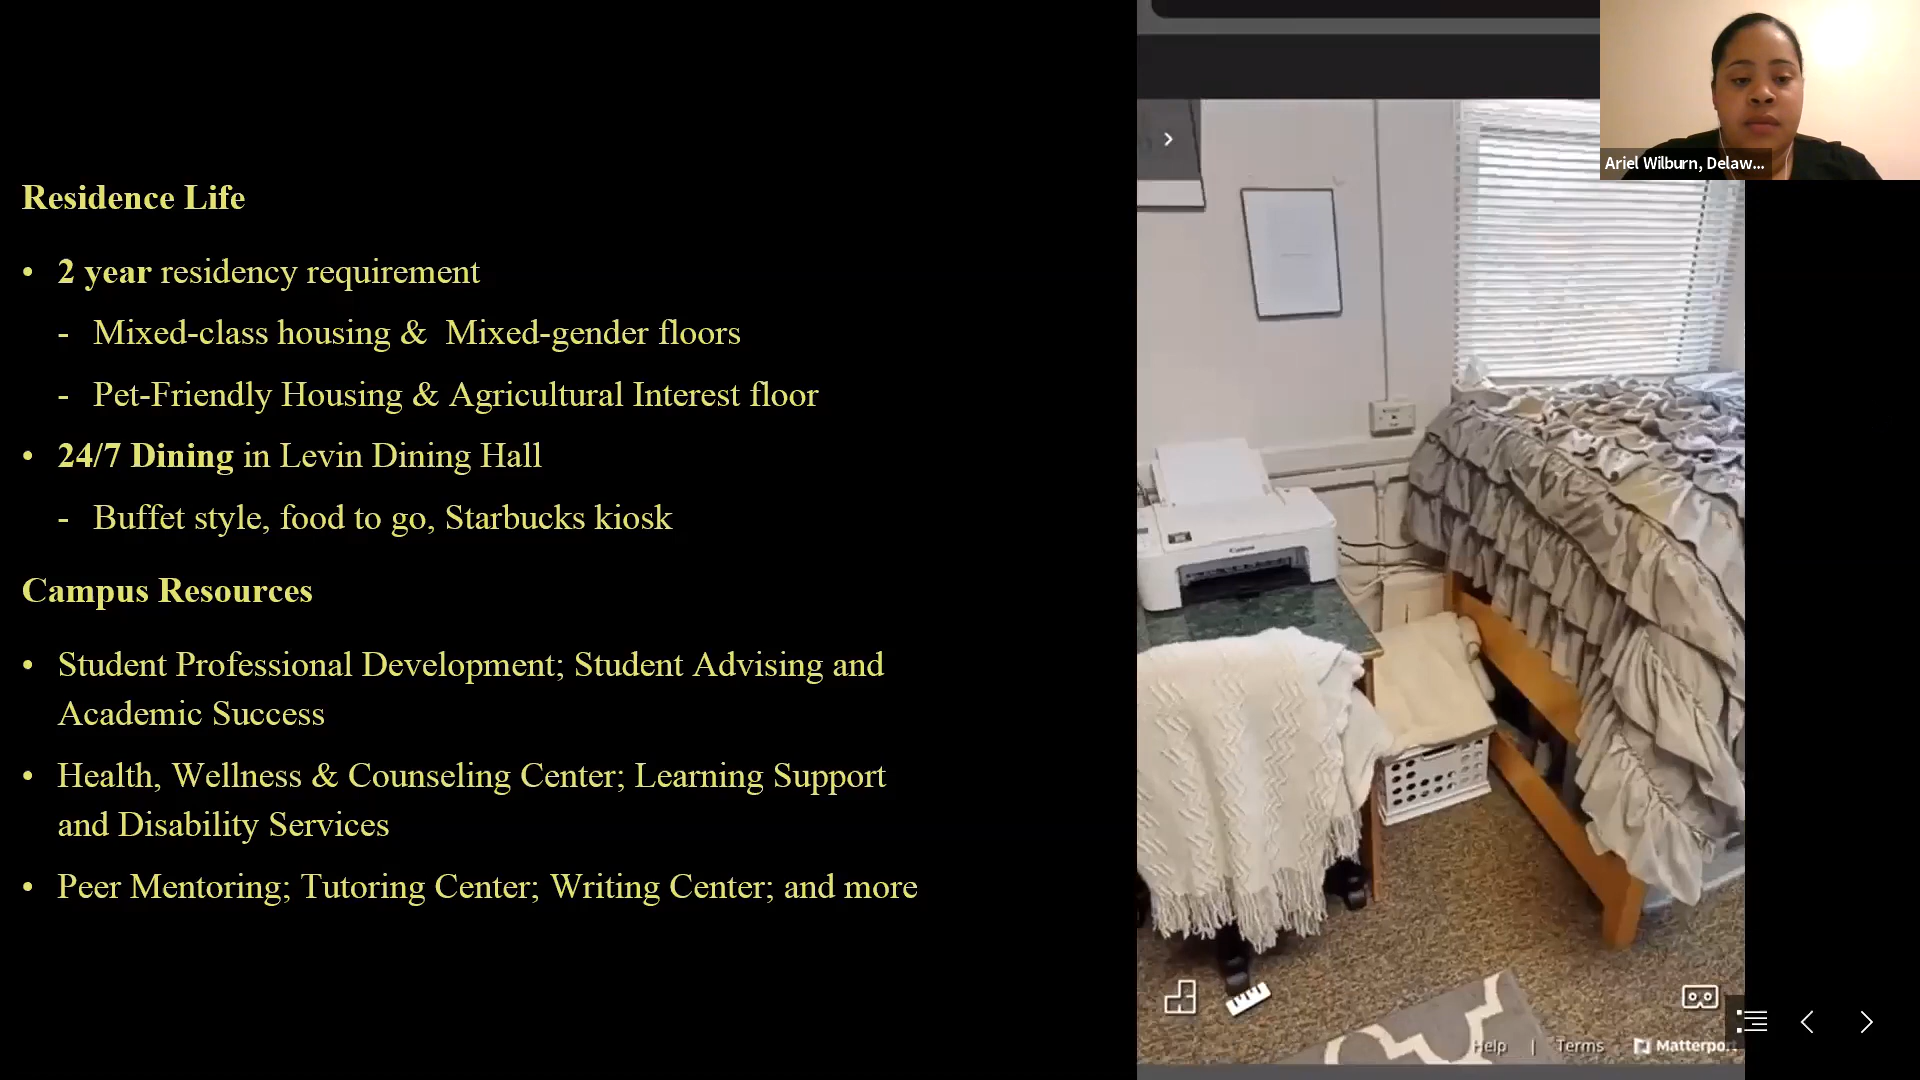 Residence Life
• 2 year residency requirement
- Mixed-class housing & Mixed-gender floors
- Pet-Friendly Housing & Agricultural Interest floor
• 24/7 Dining in Levin Dining Hall
- Buffet style, food to go, Starbucks kiosk
Campus Resources
• Student Professional Development; Student Advising and
Academic Success
• Health, Wellness & Counseling Center; Learning Support
and Disability Services
• Peer Mentoring; Tutoring Center; Writing Center; and more
Ariel Wilburn, Delaw...
Canon
Help | Terms Matterport